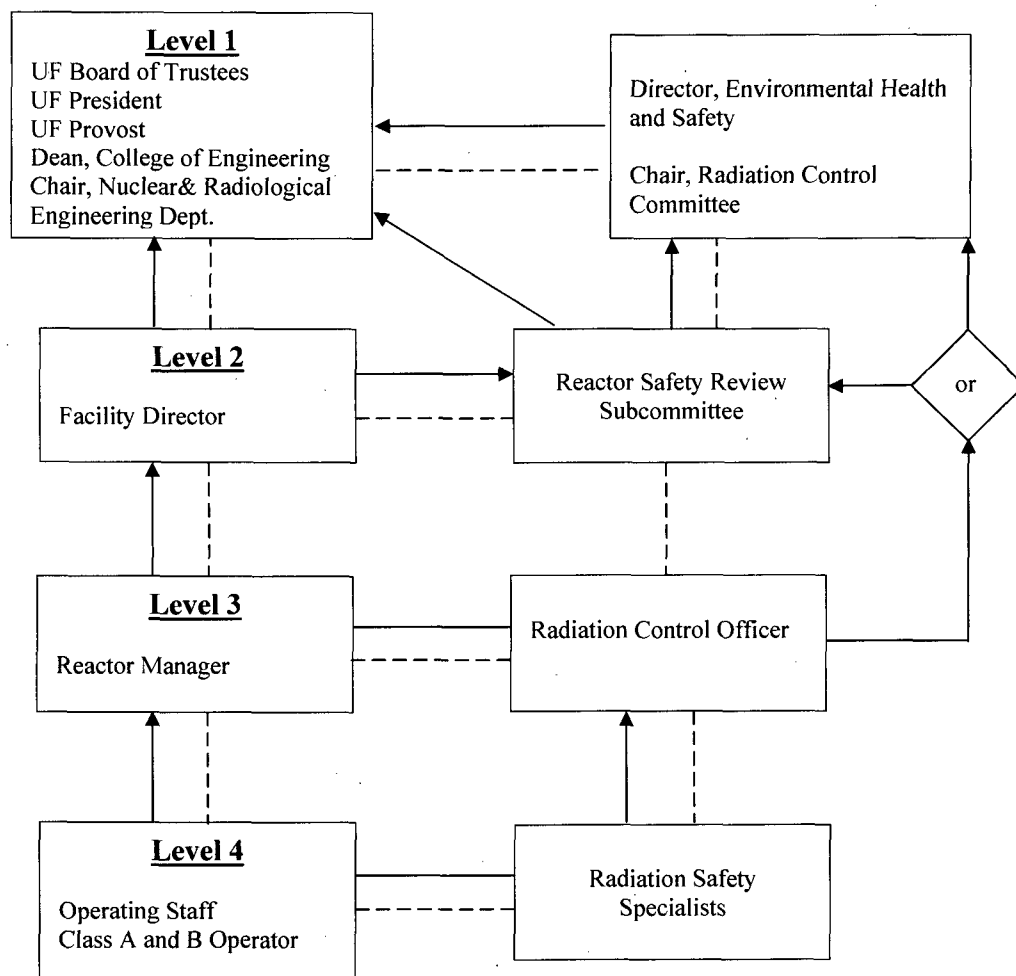 Level 1
UF Board of Trustees
UF President
UF Provost
Dean, College of Engineering
Chair, Nuclear& Radiological
Engineering Dept.
Director, Environmental Health
and Safety
Chair, Radiation Control
Committee
Level 2
Facility Director
Reactor Safety Review
Subcommittee
or
Level 3
Reactor Manager
Radiation Control Officer
Level 4
Operating Staff
Class A and B Operator
Radiation Safety
Specialists